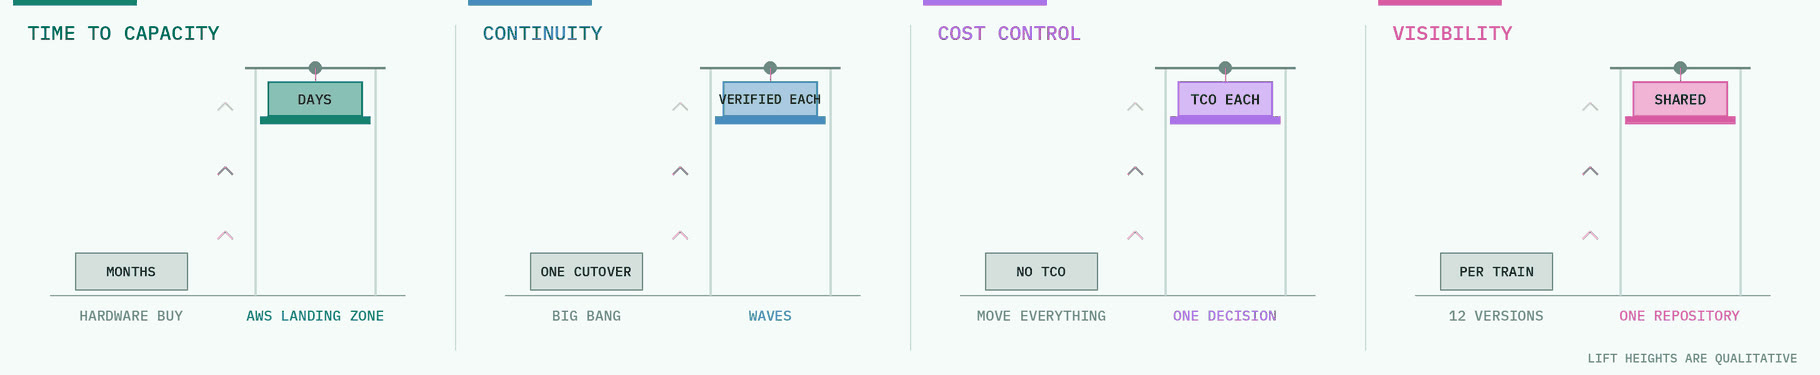 TIME TO CAPACITY
DAYS
MONTHS
HARDWARE BUY
AWS LANDING ZONE
CONTINUITY
VERIFIED EACH
ONE CUTOVER
BIG BANG
WAVES
COST CONTROL
TCO EACH
NO TCO
MOVE EVERYTHING
ONE DECISION
VISIBILITY
SHARED
PER TRAIN
12 VERSIONS
ONE REPOSITORY
LIFT HEIGHTS ARE QUALITATIVE